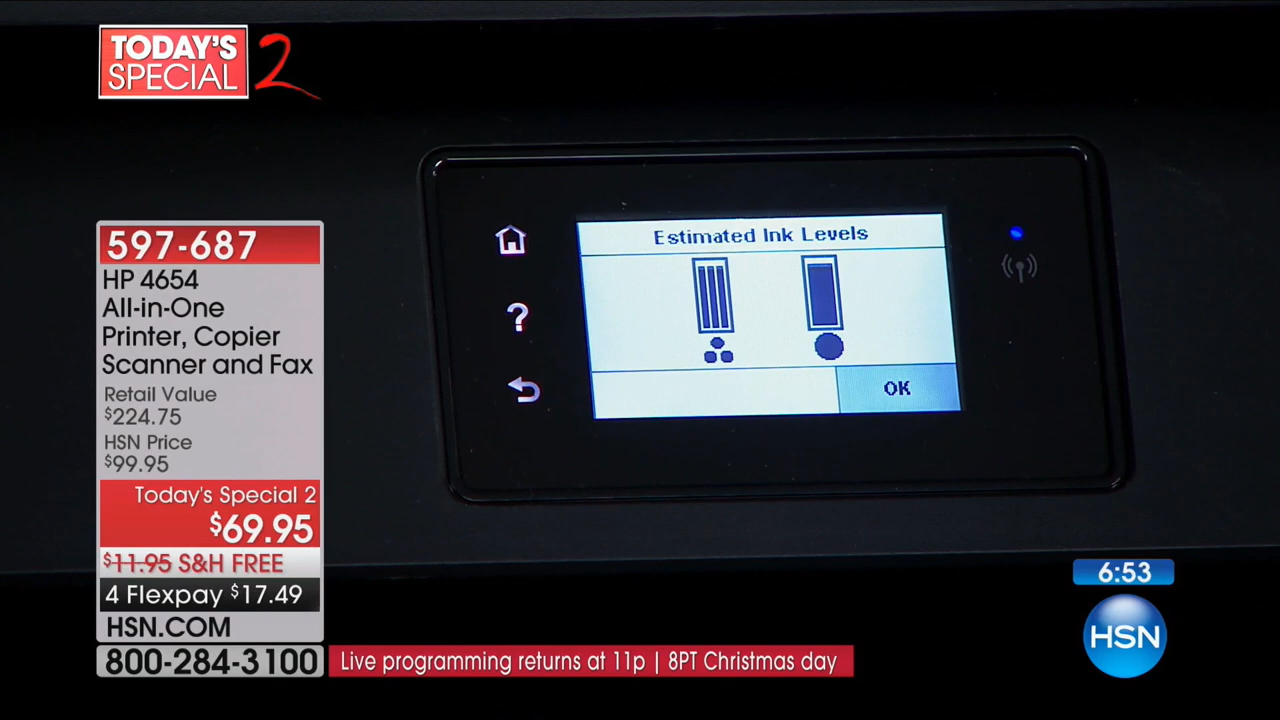 TODAY'S
SPECIAL 2
597-687
HP 4654
All-in-One
Printer, Copier
Scanner and Fax
Retail Value
$224.75
HSN Price
$99.95
Today's Special 2
$69.95
$11.95 S&H FREE
4 Flexpay $17.49
HSN.COM
800-284-3100
Live programming returns at 11p | 8PT Christmas day
Estimated Ink Levels
?
OK
6:53
HSN